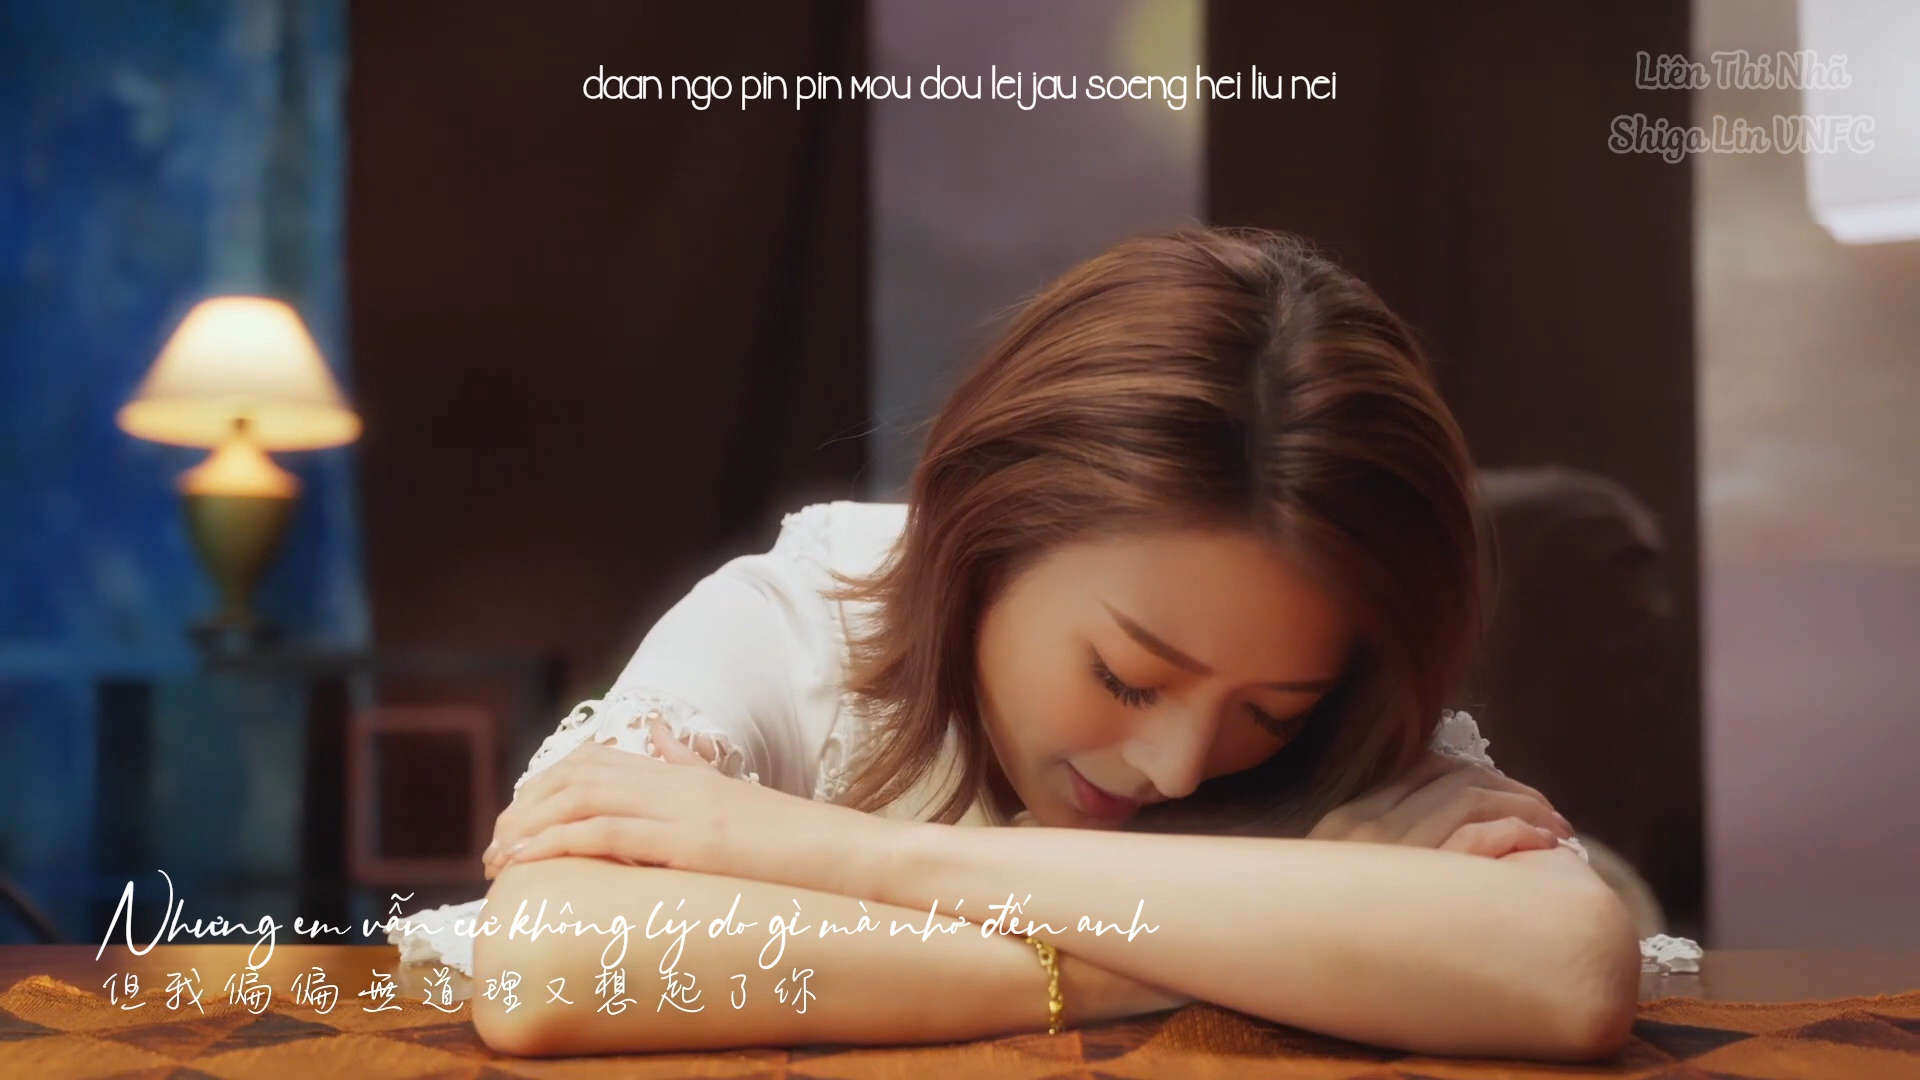 daan ngo pin pin mou dou lei jau soeng hei liu nei
Liên Thi Nhã
Shiga Lin VNFC
Nhưng em vẫn cứ không lý do gì mà nhớ đến anh
但我偏偏無道理又想起了你